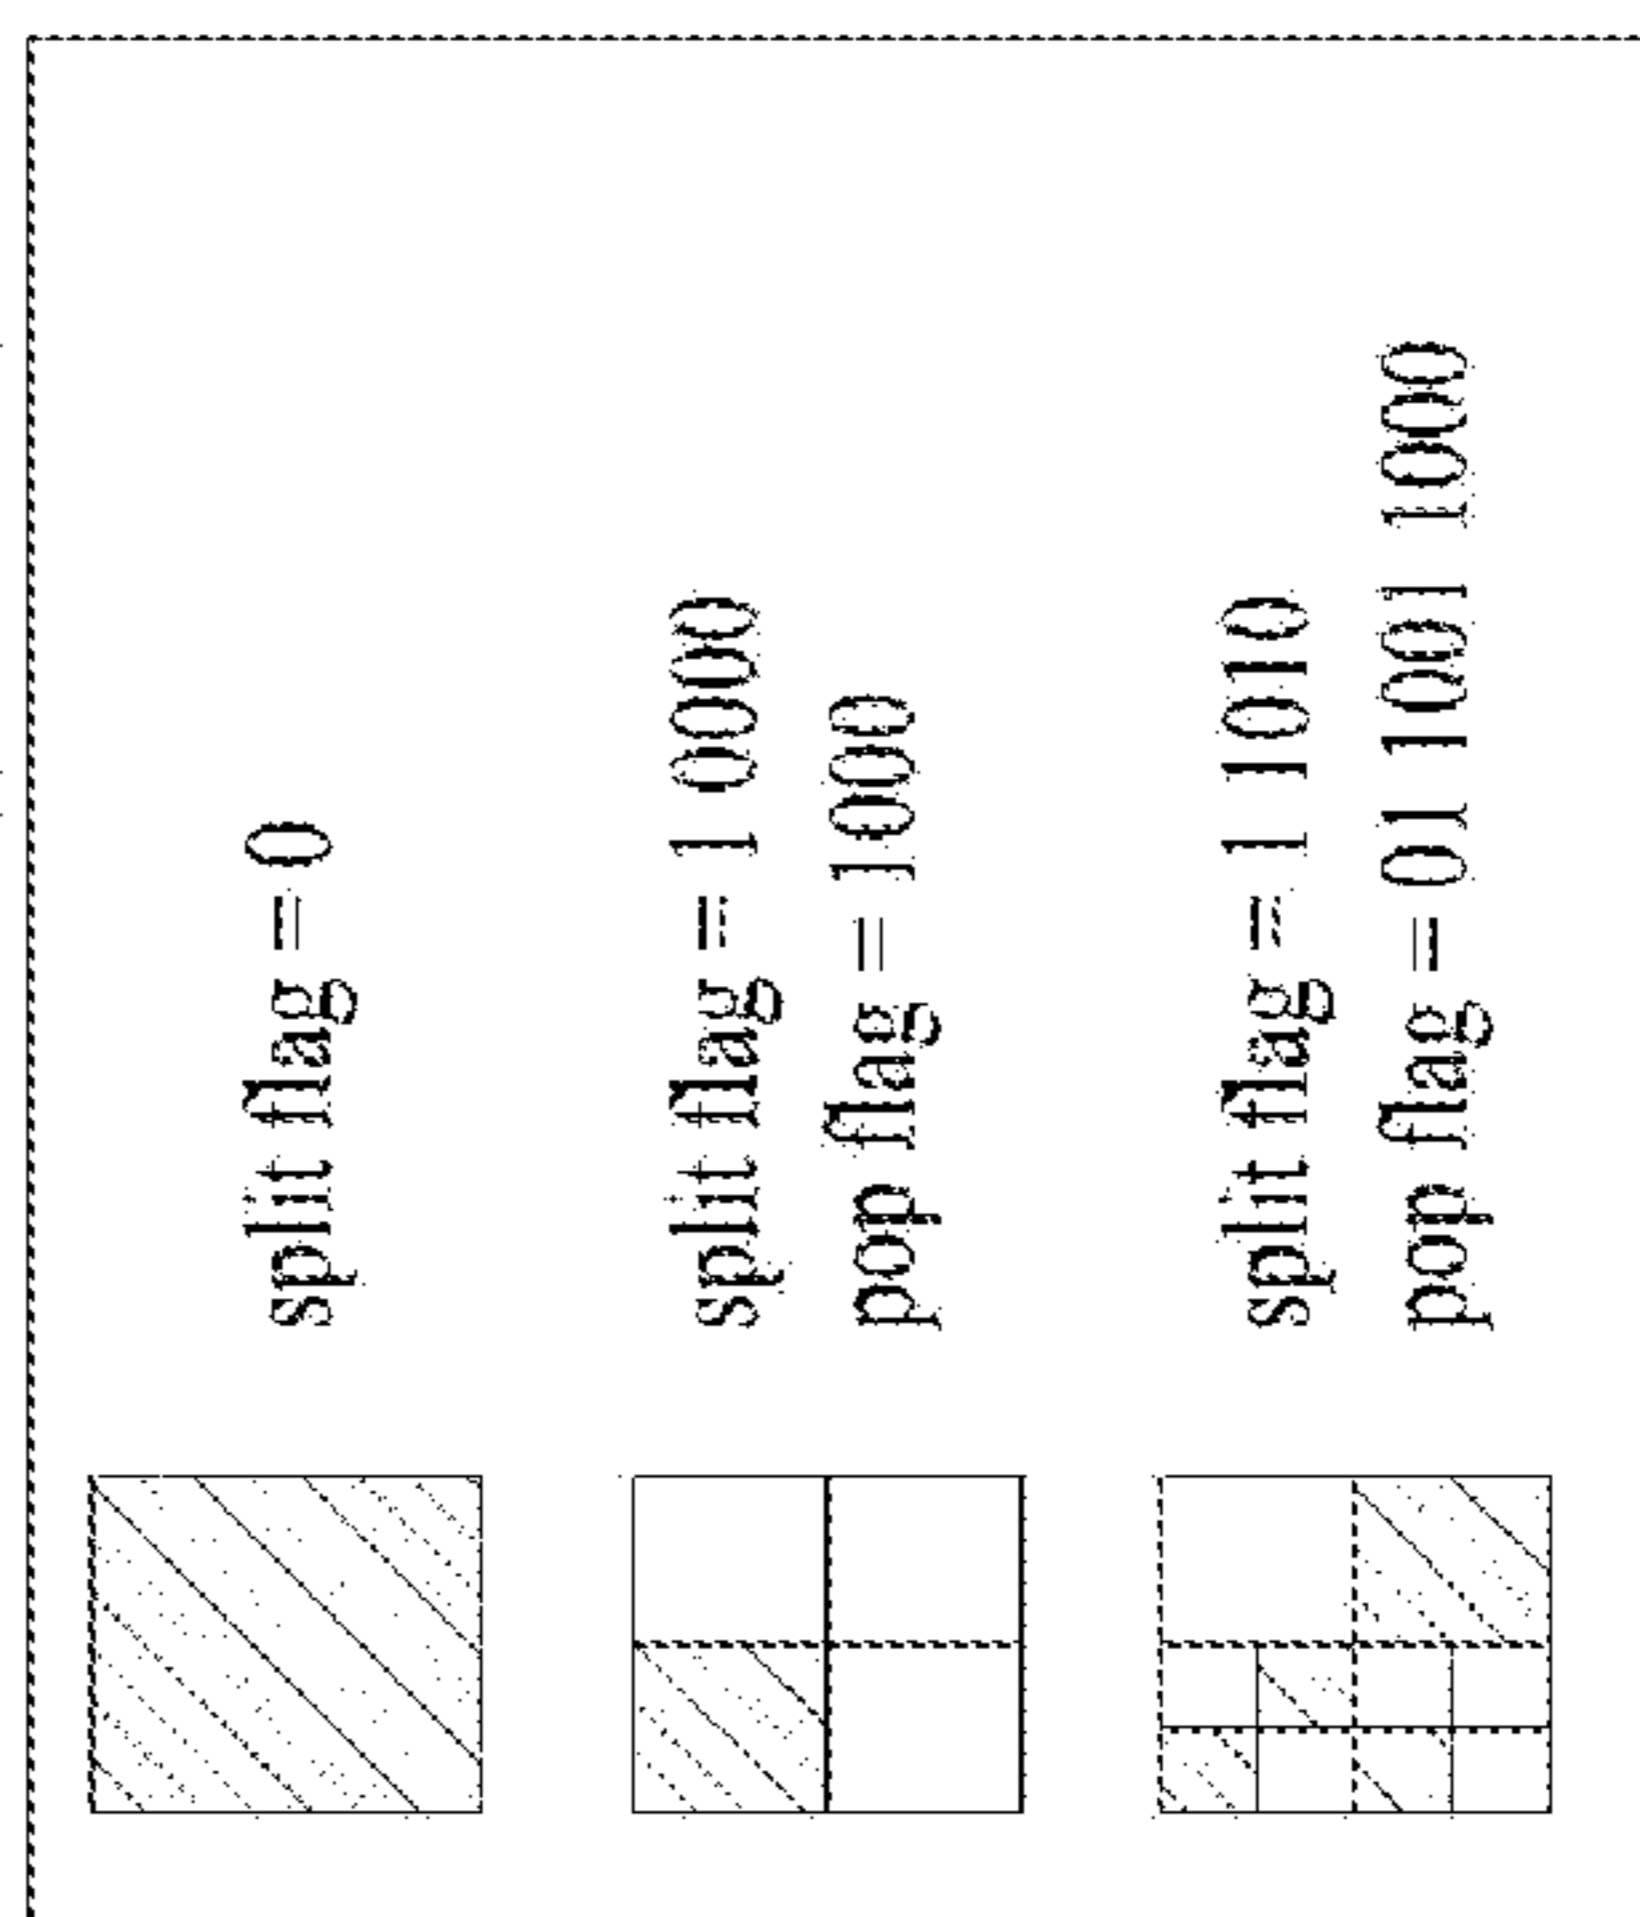 split flag = 0
split flag = 1 0000
pop flag = 1000
split flag = 1 1010
pop flag = 01 1001 1000